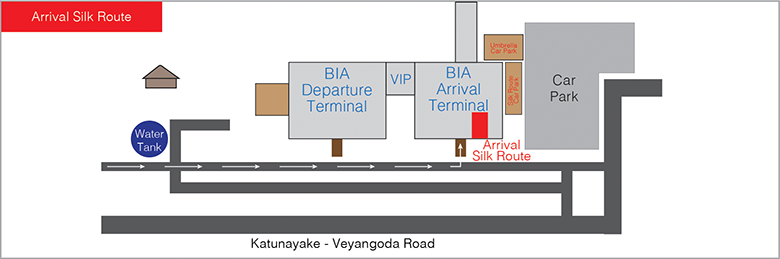 Arrival Silk Route
BIA
Departure
Terminal
VIP
BIA
Arrival
Terminal
Umbrella
Car Park
Silk Route
Car Park
Car
Park
Water
Tank
Arrival
Silk Route
Katunayake - Veyangoda Road